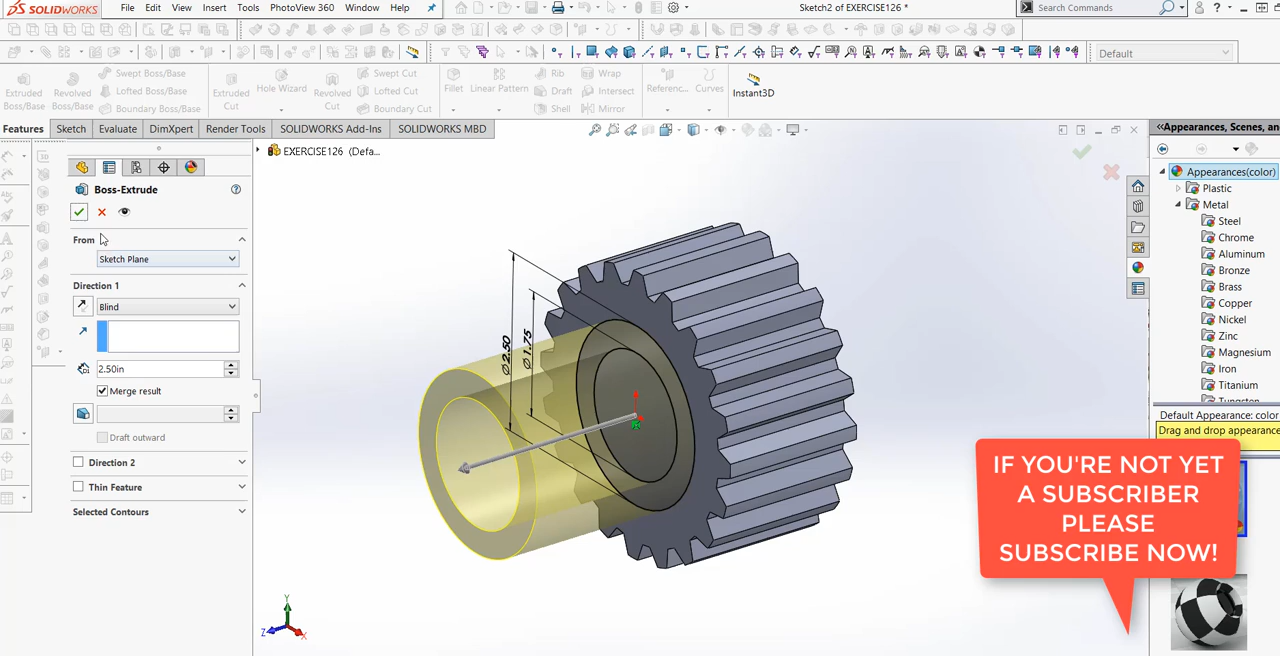 SOLIDWORKS
File Edit View Insert Tools PhotoView 360 Window Help
Sketch2 of EXERCISE126 *
Search Commands
Default
Extruded Boss/Base
Revolved Boss/Base
Swept Boss/Base
Lofted Boss/Base
Boundary Boss/Base
Extruded Cut
Hole Wizard
Revolved Cut
Swept Cut
Lofted Cut
Boundary Cut
Fillet
Linear Pattern
Rib
Draft
Shell
Wrap
Intersect
Mirror
Referenc...
Curves
Instant3D
Features Sketch Evaluate DimXpert Render Tools SOLIDWORKS Add-Ins SOLIDWORKS MBD
EXERCISE126 (Defa...
Boss-Extrude
From
Sketch Plane
Direction 1
Blind
2.50in
Merge result
Draft outward
Direction 2
Thin Feature
Selected Contours
Ø 2.50
Ø 1.75
Y
Z
X
Appearances, Scenes, an
Appearances(color)
Plastic
Metal
Steel
Chrome
Aluminum
Bronze
Brass
Copper
Nickel
Zinc
Magnesium
Iron
Titanium
Default Appearance: color
Drag and drop appearance
IF YOU'RE NOT YET
A SUBSCRIBER
PLEASE
SUBSCRIBE NOW!